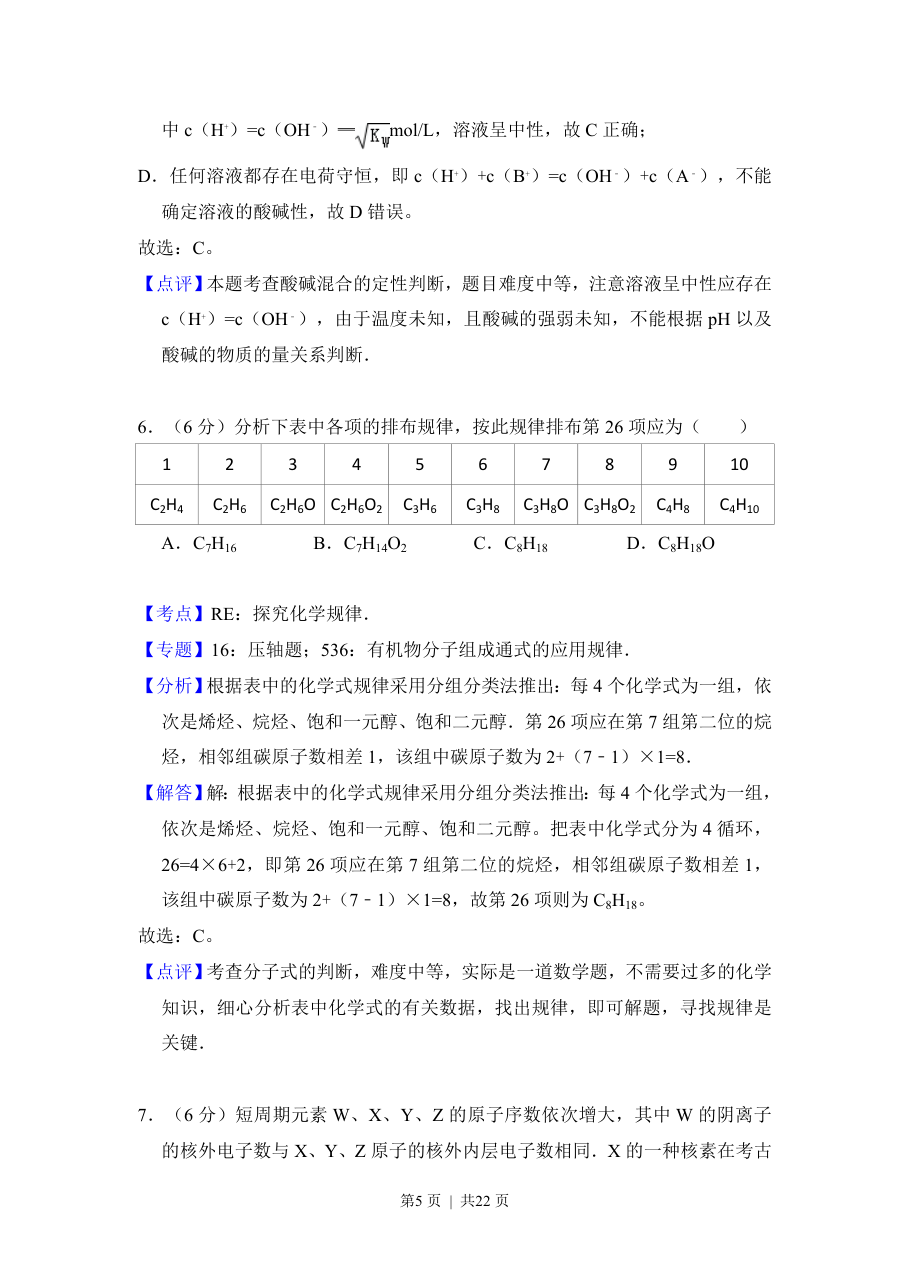 中 c（H⁺）=c（OH⁻）═√K_W mol/L，溶液呈中性，故 C 正确；
D．任何溶液都存在电荷守恒，即 c（H⁺）+c（B⁺）=c（OH⁻）+c（A⁻），不能
确定溶液的酸碱性，故 D 错误。
故选：C。
【点评】本题考查酸碱混合的定性判断，题目难度中等，注意溶液呈中性应存在
c（H⁺）=c（OH⁻），由于温度未知，且酸碱的强弱未知，不能根据 pH 以及
酸碱的物质的量关系判断．
6．（6 分）分析下表中各项的排布规律，按此规律排布第 26 项应为（　　）
1 2 3 4 5 6 7 8 9 10
C₂H₄ C₂H₆ C₂H₆O C₂H₆O₂ C₃H₆ C₃H₈ C₃H₈O C₃H₈O₂ C₄H₈ C₄H₁₀
A．C₇H₁₆ B．C₇H₁₄O₂ C．C₈H₁₈ D．C₈H₁₈O
【考点】RE：探究化学规律．
【专题】16：压轴题；536：有机物分子组成通式的应用规律．
【分析】根据表中的化学式规律采用分组分类法推出：每 4 个化学式为一组，依
次是烯烃、烷烃、饱和一元醇、饱和二元醇．第 26 项应在第 7 组第二位的烷
烃，相邻组碳原子数相差 1，该组中碳原子数为 2+（7﹣1）×1=8．
【解答】解：根据表中的化学式规律采用分组分类法推出：每 4 个化学式为一组，
依次是烯烃、烷烃、饱和一元醇、饱和二元醇。把表中化学式分为 4 循环，
26=4×6+2，即第 26 项应在第 7 组第二位的烷烃，相邻组碳原子数相差 1，
该组中碳原子数为 2+（7﹣1）×1=8，故第 26 项则为 C₈H₁₈。
故选：C。
【点评】考查分子式的判断，难度中等，实际是一道数学题，不需要过多的化学
知识，细心分析表中化学式的有关数据，找出规律，即可解题，寻找规律是
关键．
7．（6 分）短周期元素 W、X、Y、Z 的原子序数依次增大，其中 W 的阴离子
的核外电子数与 X、Y、Z 原子的核外内层电子数相同．X 的一种核素在考古
第5 页 | 共22 页